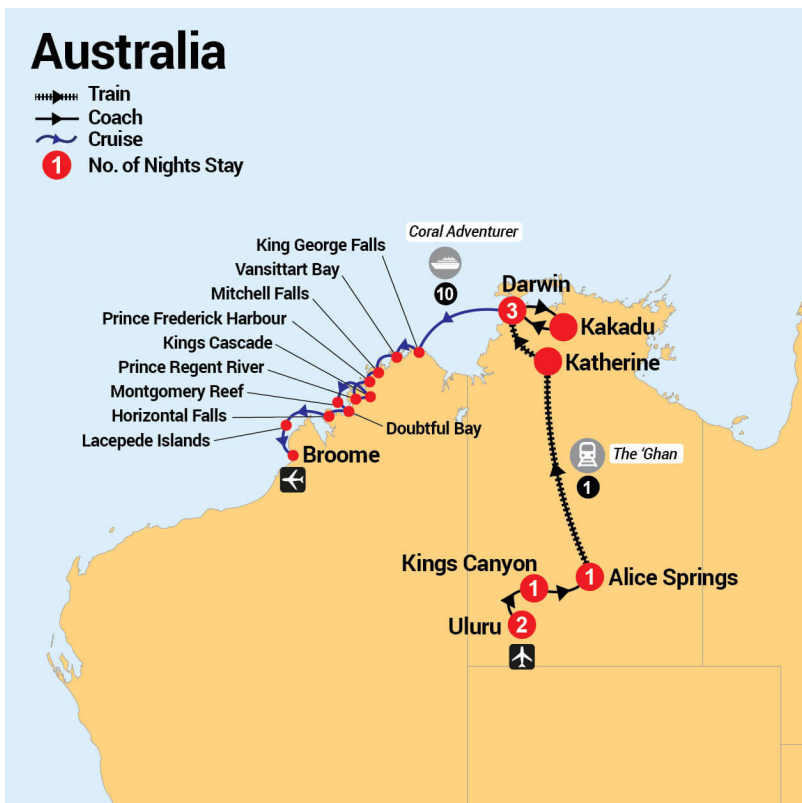 Australia
Train
Coach
Cruise
1 No. of Nights Stay
Coral Adventurer
10
King George Falls
Vansittart Bay
Mitchell Falls
Prince Frederick Harbour
Kings Cascade
Prince Regent River
Montgomery Reef
Horizontal Falls
Lacepede Islands
Doubtful Bay
Broome
Darwin
3
Kakadu
Katherine
The ‘Ghan
1
Kings Canyon
1
1
Alice Springs
Uluru
2